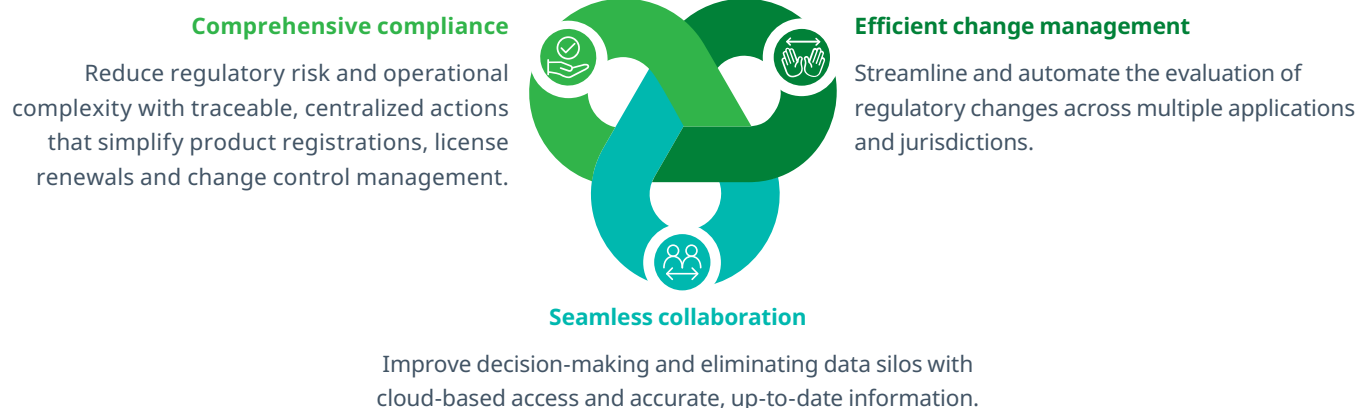 Comprehensive compliance
Reduce regulatory risk and operational
complexity with traceable, centralized actions
that simplify product registrations, license
renewals and change control management.
Efficient change management
Streamline and automate the evaluation of
regulatory changes across multiple applications
and jurisdictions.
Seamless collaboration
Improve decision-making and eliminating data silos with
cloud-based access and accurate, up-to-date information.